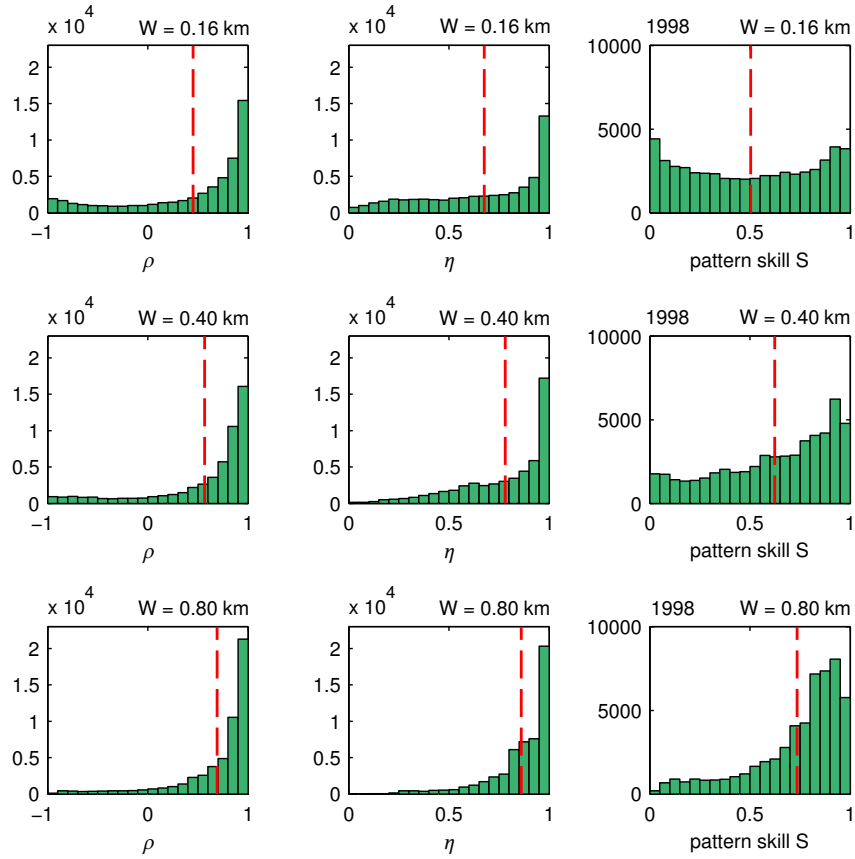 x 10^4 W = 0.16 km
2
1.5
1
0.5
0
−1 0 1
ρ
x 10^4 W = 0.16 km
2
1.5
1
0.5
0
0 0.5 1
η
1998 W = 0.16 km
10000
5000
0
0 0.5 1
pattern skill S
x 10^4 W = 0.40 km
2
1.5
1
0.5
0
−1 0 1
ρ
x 10^4 W = 0.40 km
2
1.5
1
0.5
0
0 0.5 1
η
1998 W = 0.40 km
10000
5000
0
0 0.5 1
pattern skill S
x 10^4 W = 0.80 km
2
1.5
1
0.5
0
−1 0 1
ρ
x 10^4 W = 0.80 km
2
1.5
1
0.5
0
0 0.5 1
η
1998 W = 0.80 km
10000
5000
0
0 0.5 1
pattern skill S